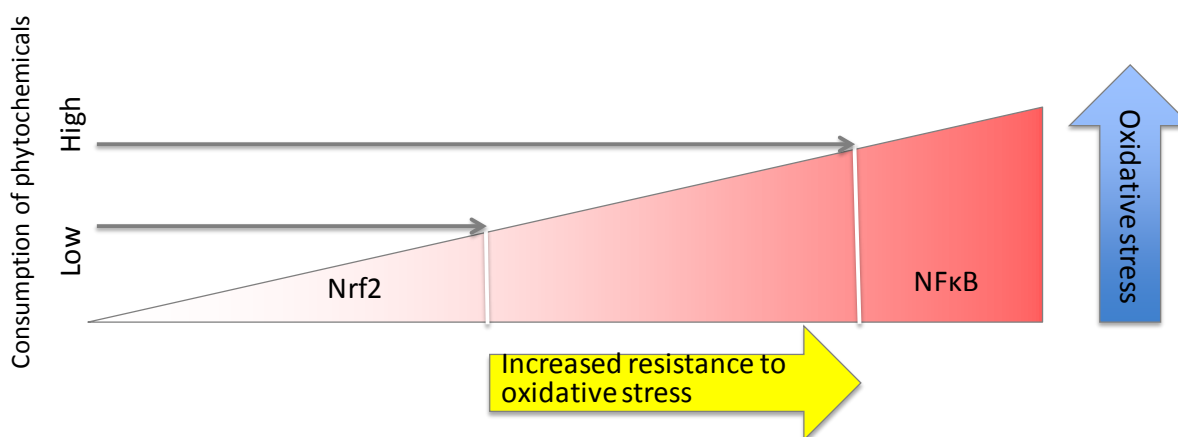 Consumption of phytochemicals
High
Low
Nrf2
NFκB
Oxidative stress
Increased resistance to
oxidative stress